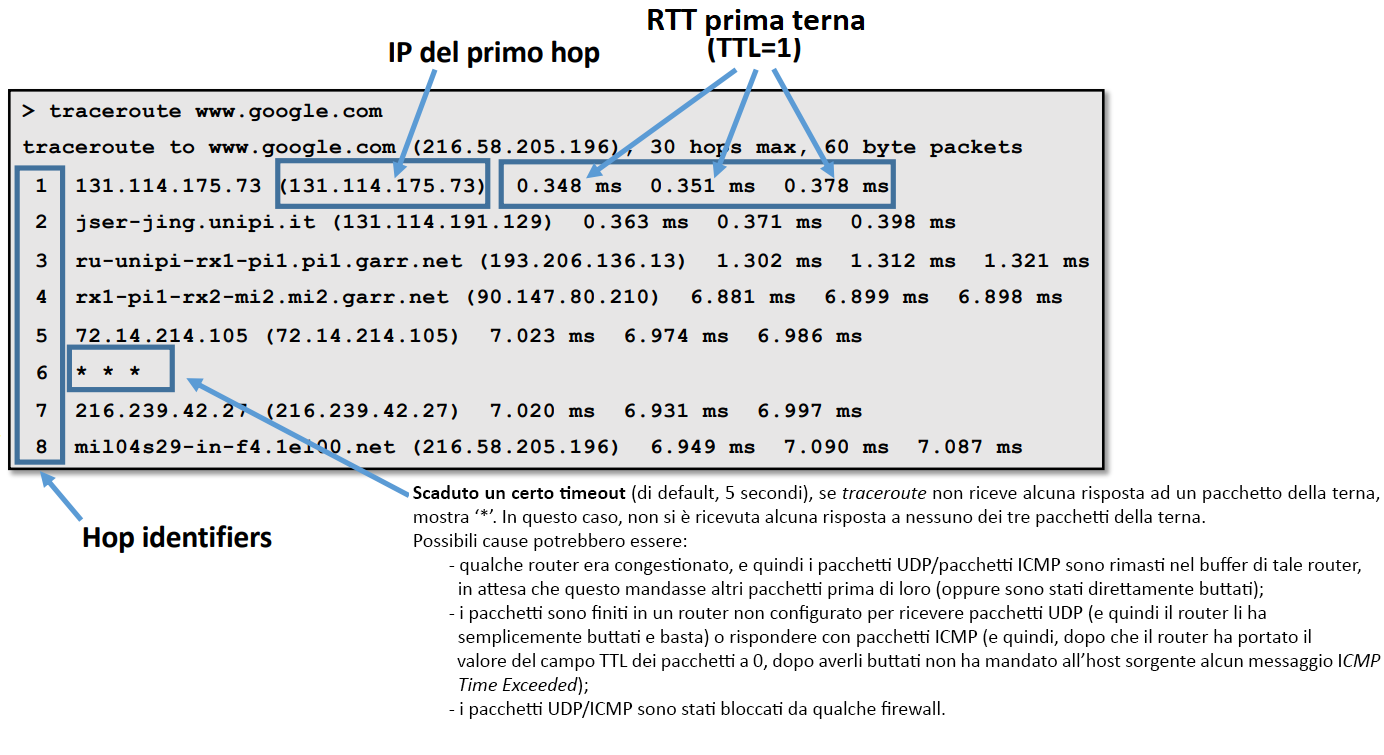 RTT prima terna
(TTL=1)
IP del primo hop
> traceroute www.google.com
traceroute to www.google.com (216.58.205.196), 30 hops max, 60 byte packets
1 131.114.175.73 (131.114.175.73) 0.348 ms 0.351 ms 0.378 ms
2 jser-jing.unipi.it (131.114.191.129) 0.363 ms 0.371 ms 0.398 ms
3 ru-unipi-rx1-pi1.pi1.garr.net (193.206.136.13) 1.302 ms 1.312 ms 1.321 ms
4 rx1-pi1-rx2-mi2.mi2.garr.net (90.147.80.210) 6.881 ms 6.899 ms 6.898 ms
5 72.14.214.105 (72.14.214.105) 7.023 ms 6.974 ms 6.986 ms
6 * * *
7 216.239.42.27 (216.239.42.27) 7.020 ms 6.931 ms 6.997 ms
8 mil04s29-in-f4.1e100.net (216.58.205.196) 6.949 ms 7.090 ms 7.087 ms
Hop identifiers
Scaduto un certo timeout (di default, 5 secondi), se traceroute non riceve alcuna risposta ad un pacchetto della terna,
mostra ‘*’. In questo caso, non si è ricevuta alcuna risposta a nessuno dei tre pacchetti della terna.
Possibili cause potrebbero essere:
- qualche router era congestionato, e quindi i pacchetti UDP/pacchetti ICMP sono rimasti nel buffer di tale router,
in attesa che questo mandasse altri pacchetti prima di loro (oppure sono stati direttamente buttati);
- i pacchetti sono finiti in un router non configurato per ricevere pacchetti UDP (e quindi il router li ha
semplicemente buttati e basta) o rispondere con pacchetti ICMP (e quindi, dopo che il router ha portato il
valore del campo TTL dei pacchetti a 0, dopo averli buttati non ha mandato all’host sorgente alcun messaggio ICMP
Time Exceeded);
- i pacchetti UDP/ICMP sono stati bloccati da qualche firewall.